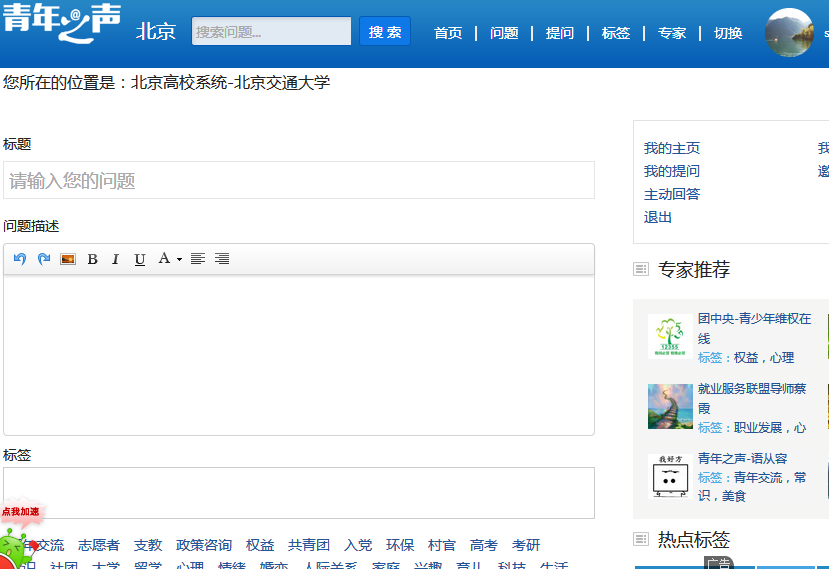 青年之声 北京 搜索问题... 搜 索 首页 | 问题 | 提问 | 标签 | 专家 | 切换
您所在的位置是：北京高校系统-北京交通大学
标题
请输入您的问题
问题描述
B I U A
标签
点我加速
年交流 志愿者 支教 政策咨询 权益 共青团 入党 村官 环保 高考 考研
社团 大学 留学 心理 情绪 婚恋 人际关系 家庭 兴趣 育儿 科技 生活
我的主页
我的提问
主动回答
退出
专家推荐
团中央-青少年维权在
线
12355
标签：权益，心理
就业服务联盟导师蔡
霞
标签：职业发展，心
我好方
青年之声-语从容
标签：青年交流，常
识，美食
热点标签
广告